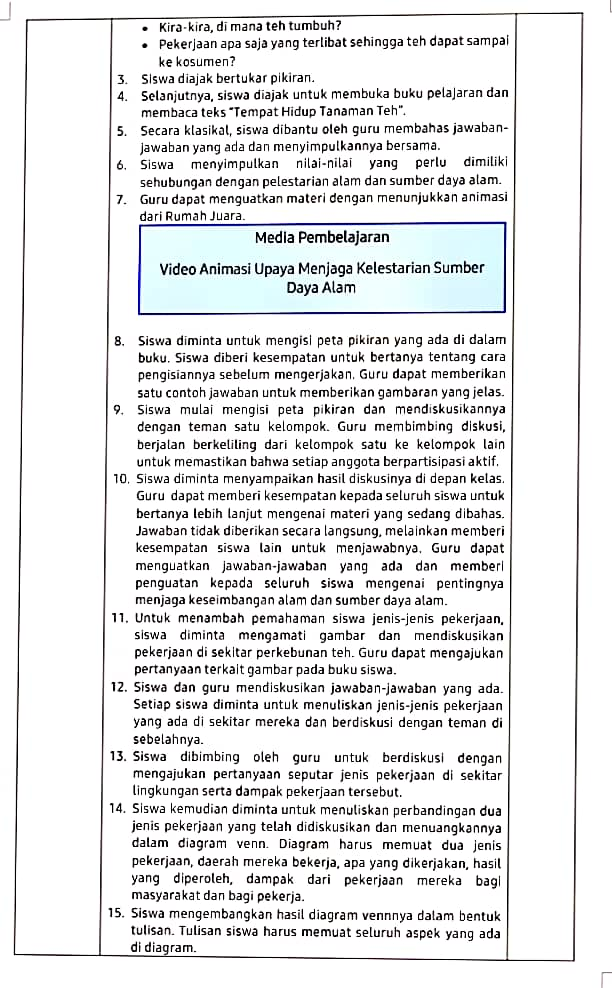 • Kira-kira, di mana teh tumbuh?
• Pekerjaan apa saja yang terlibat sehingga teh dapat sampai
ke kosumen?
3. Siswa diajak bertukar pikiran.
4. Selanjutnya, siswa diajak untuk membuka buku pelajaran dan
membaca teks "Tempat Hidup Tanaman Teh".
5. Secara klasikal, siswa dibantu oleh guru membahas jawaban-
jawaban yang ada dan menyimpulkannya bersama.
6. Siswa menyimpulkan nilai-nilai yang perlu dimiliki
sehubungan dengan pelestarian alam dan sumber daya alam.
7. Guru dapat menguatkan materi dengan menunjukkan animasi
dari Rumah Juara.
Media Pembelajaran
Video Animasi Upaya Menjaga Kelestarian Sumber
Daya Alam
8. Siswa diminta untuk mengisi peta pikiran yang ada di dalam
buku. Siswa diberi kesempatan untuk bertanya tentang cara
pengisiannya sebelum mengerjakan. Guru dapat memberikan
satu contoh jawaban untuk memberikan gambaran yang jelas.
9. Siswa mulai mengisi peta pikiran dan mendiskusikannya
dengan teman satu kelompok. Guru membimbing diskusi,
berjalan berkeliling dari kelompok satu ke kelompok lain
untuk memastikan bahwa setiap anggota berpartisipasi aktif.
10. Siswa diminta menyampaikan hasil diskusinya di depan kelas.
Guru dapat memberi kesempatan kepada seluruh siswa untuk
bertanya lebih lanjut mengenai materi yang sedang dibahas.
Jawaban tidak diberikan secara langsung, melainkan memberi
kesempatan siswa lain untuk menjawabnya. Guru dapat
menguatkan jawaban-jawaban yang ada dan memberi
penguatan kepada seluruh siswa mengenai pentingnya
menjaga keseimbangan alam dan sumber daya alam.
11. Untuk menambah pemahaman siswa jenis-jenis pekerjaan,
siswa diminta mengamati gambar dan mendiskusikan
pekerjaan di sekitar perkebunan teh. Guru dapat mengajukan
pertanyaan terkait gambar pada buku siswa.
12. Siswa dan guru mendiskusikan jawaban-jawaban yang ada.
Setiap siswa diminta untuk menuliskan jenis-jenis pekerjaan
yang ada di sekitar mereka dan berdiskusi dengan teman di
sebelahnya.
13. Siswa dibimbing oleh guru untuk berdiskusi dengan
mengajukan pertanyaan seputar jenis pekerjaan di sekitar
lingkungan serta dampak pekerjaan tersebut.
14. Siswa kemudian diminta untuk menuliskan perbandingan dua
jenis pekerjaan yang telah didiskusikan dan menuangkannya
dalam diagram venn. Diagram harus memuat dua jenis
pekerjaan, daerah mereka bekerja, apa yang dikerjakan, hasil
yang diperoleh, dampak dari pekerjaan mereka bagi
masyarakat dan bagi pekerja.
15. Siswa mengembangkan hasil diagram vennnya dalam bentuk
tulisan. Tulisan siswa harus memuat seluruh aspek yang ada
di diagram.